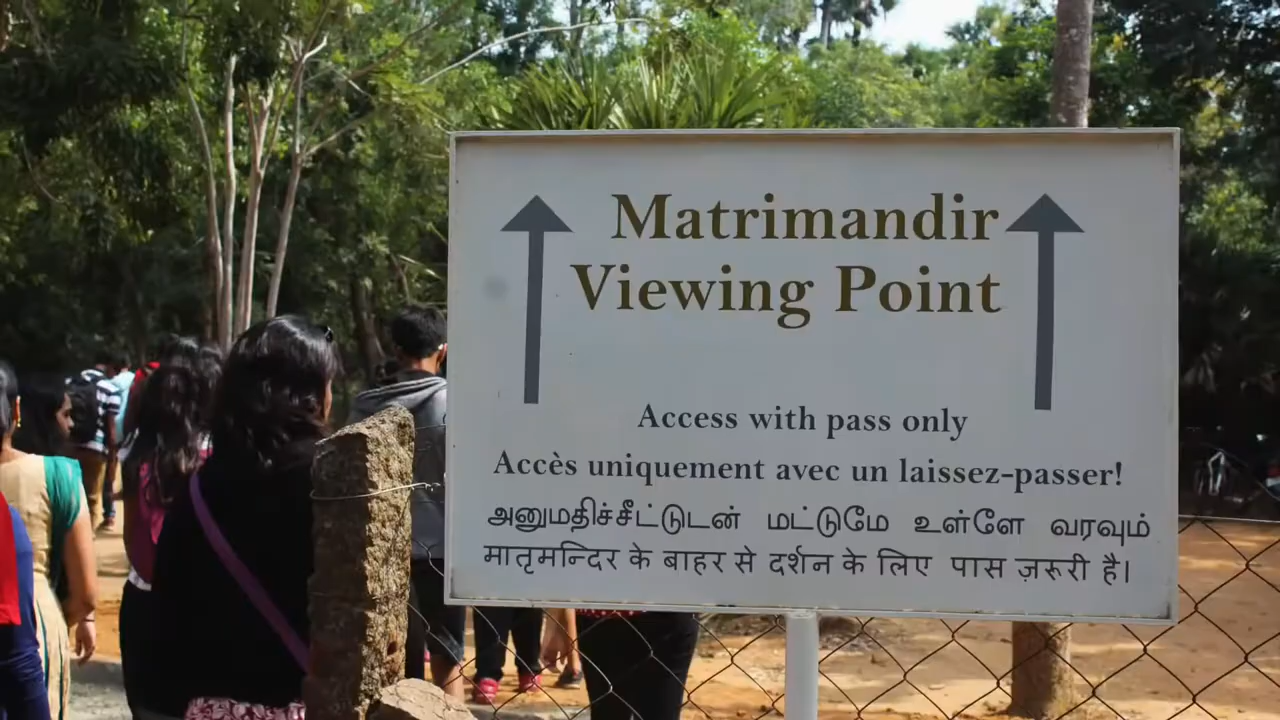 Matrimandir
Viewing Point
Access with pass only
Accès uniquement avec un laissez-passer!
அனுமதிச்சீட்டுடன் மட்டுமே உள்ளே வரவும்
मातृमन्दिर के बाहर से दर्शन के लिए पास ज़रूरी है।